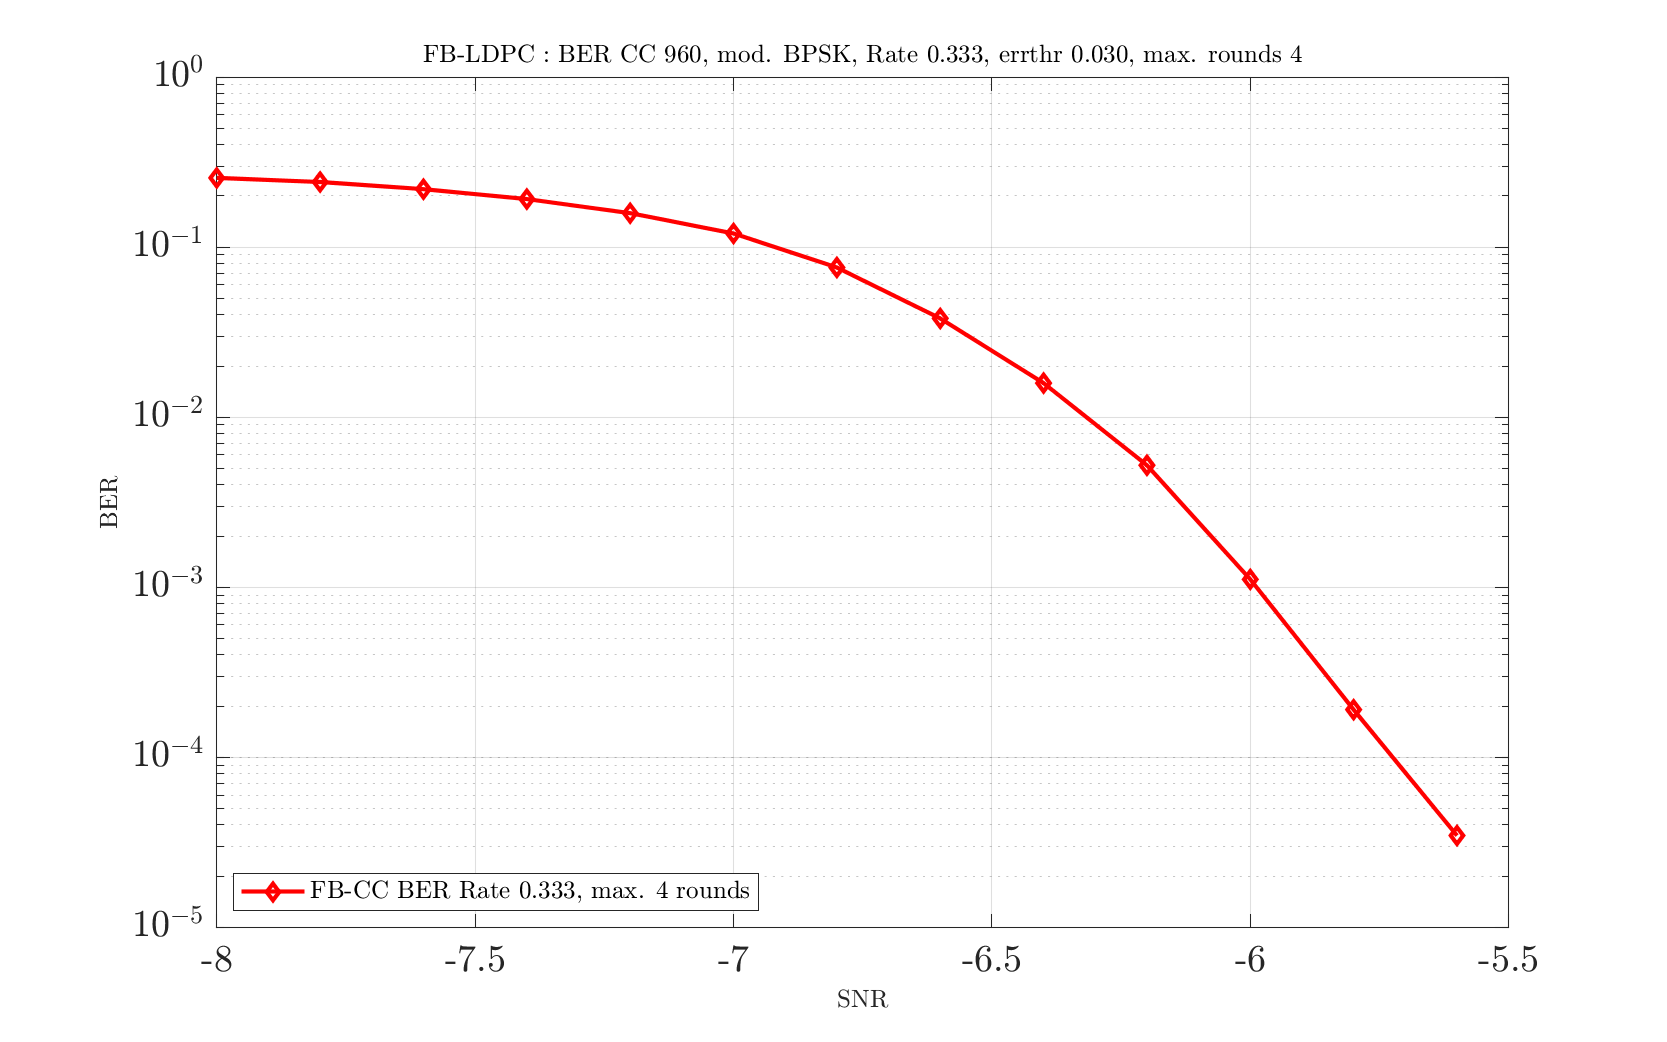 FB-LDPC : BER CC 960, mod. BPSK, Rate 0.333, errthr 0.030, max. rounds 4
10^0
10^-1
10^-2
10^-3
10^-4
10^-5
BER
FB-CC BER Rate 0.333, max. 4 rounds
-8 -7.5 -7 -6.5 -6 -5.5
SNR